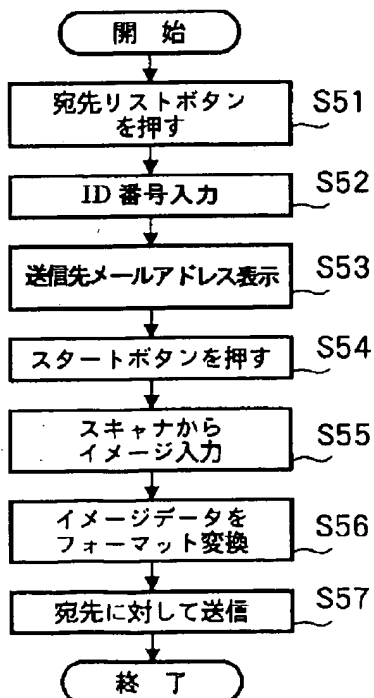 開 始
宛先リストボタン
を押す
S51
ID 番号入力
S52
送信先メールアドレス表示
S53
スタートボタンを押す
S54
スキャナから
イメージ入力
S55
イメージデータを
フォーマット変換
S56
宛先に対して送信
S57
終 了